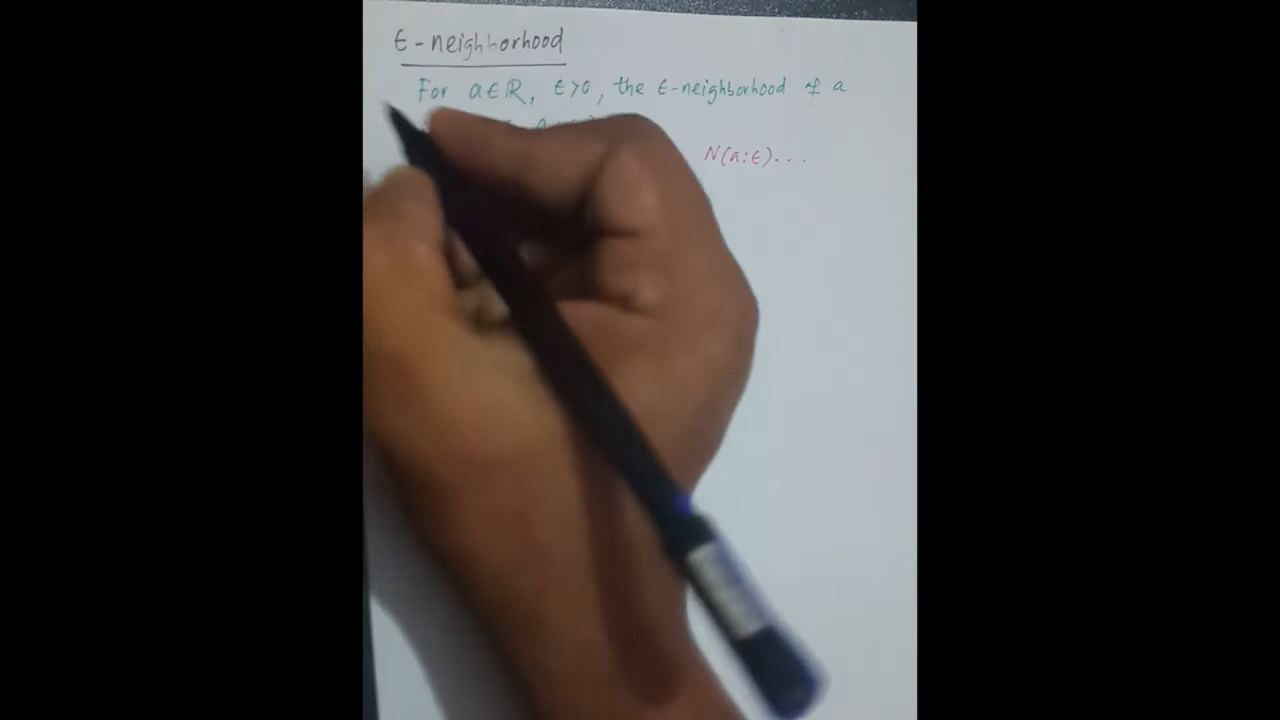 ϵ-neighborhood
For a∈ℝ, ϵ>0, the ϵ-neighborhood of a
N(a:ϵ)...